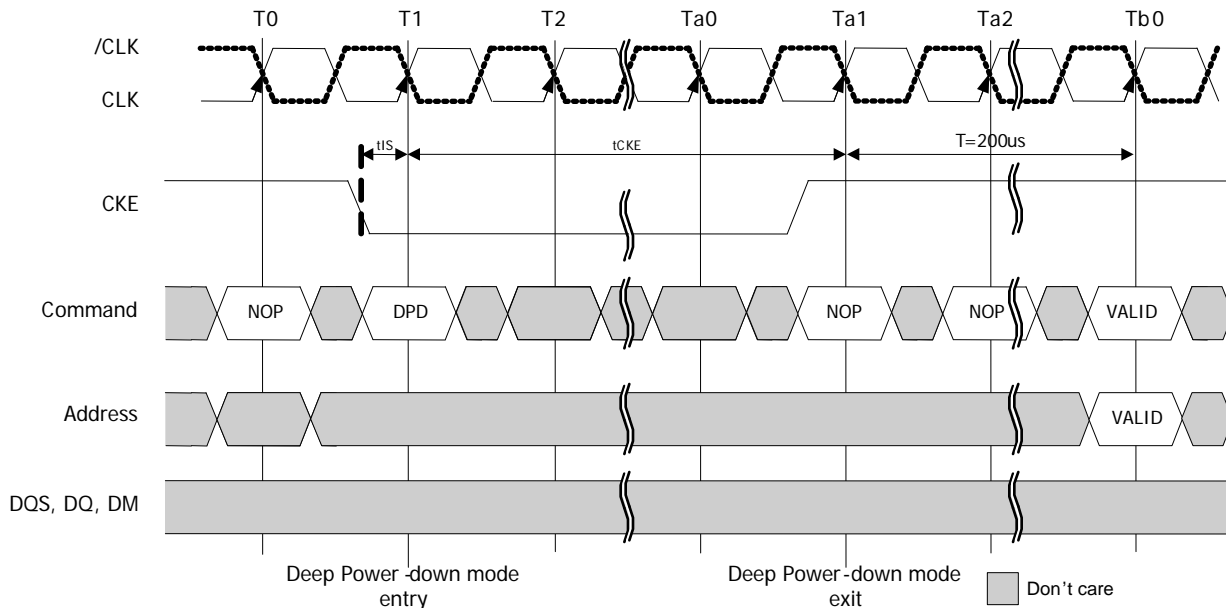 T0 T1 T2 Ta0 Ta1 Ta2 Tb0
/CLK
CLK
tIS tCKE T=200us
CKE
Command NOP DPD NOP NOP VALID
Address VALID
DQS, DQ, DM
Deep Power-down mode
entry
Deep Power-down mode
exit
Don't care